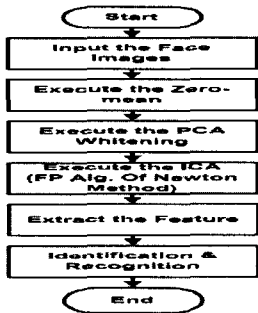 Start
Input the Face
Images
Execute the Zero-
mean
Execute the PCA
Whitening
Execute the ICA
(FP Alg. Of Newton
Method)
Extract the Feature
Identification &
Recognition
End